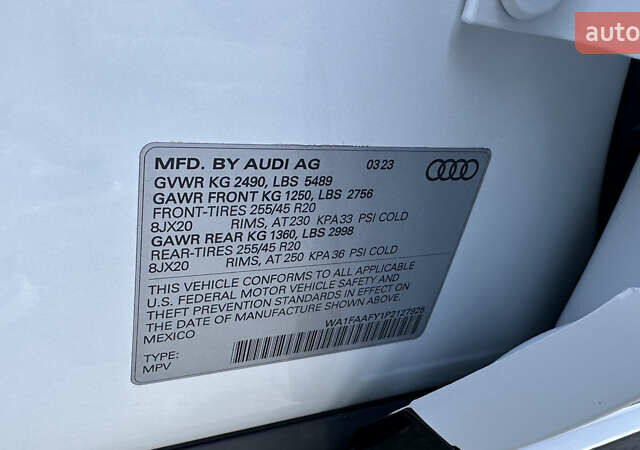 auto
MFD. BY AUDI AG 03 23
GVWR KG 2490, LBS 5489
GAWR FRONT KG 1250, LBS 2756
FRONT-TIRES 255/45 R20
8JX20 RIMS, AT 230 KPA 33 PSI COLD
GAWR REAR KG 1360, LBS 2998
REAR-TIRES 255/45 R20
8JX20 RIMS, AT 250 KPA 36 PSI COLD
THIS VEHICLE CONFORMS TO ALL APPLICABLE
U.S. FEDERAL MOTOR VEHICLE SAFETY AND
THEFT PREVENTION STANDARDS IN EFFECT ON
THE DATE OF MANUFACTURE SHOWN ABOVE.
MEXICO
WA1FAAFY1P2127925
TYPE:
MPV